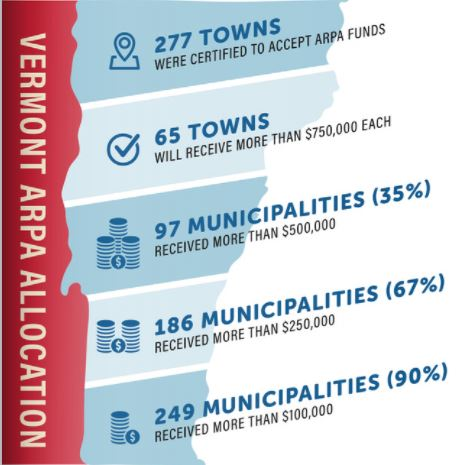 VERMONT ARPA ALLOCATION
277 TOWNS
WERE CERTIFIED TO ACCEPT ARPA FUNDS
65 TOWNS
WILL RECEIVE MORE THAN $750,000 EACH
97 MUNICIPALITIES (35%)
RECEIVED MORE THAN $500,000
186 MUNICIPALITIES (67%)
RECEIVED MORE THAN $250,000
249 MUNICIPALITIES (90%)
RECEIVED MORE THAN $100,000